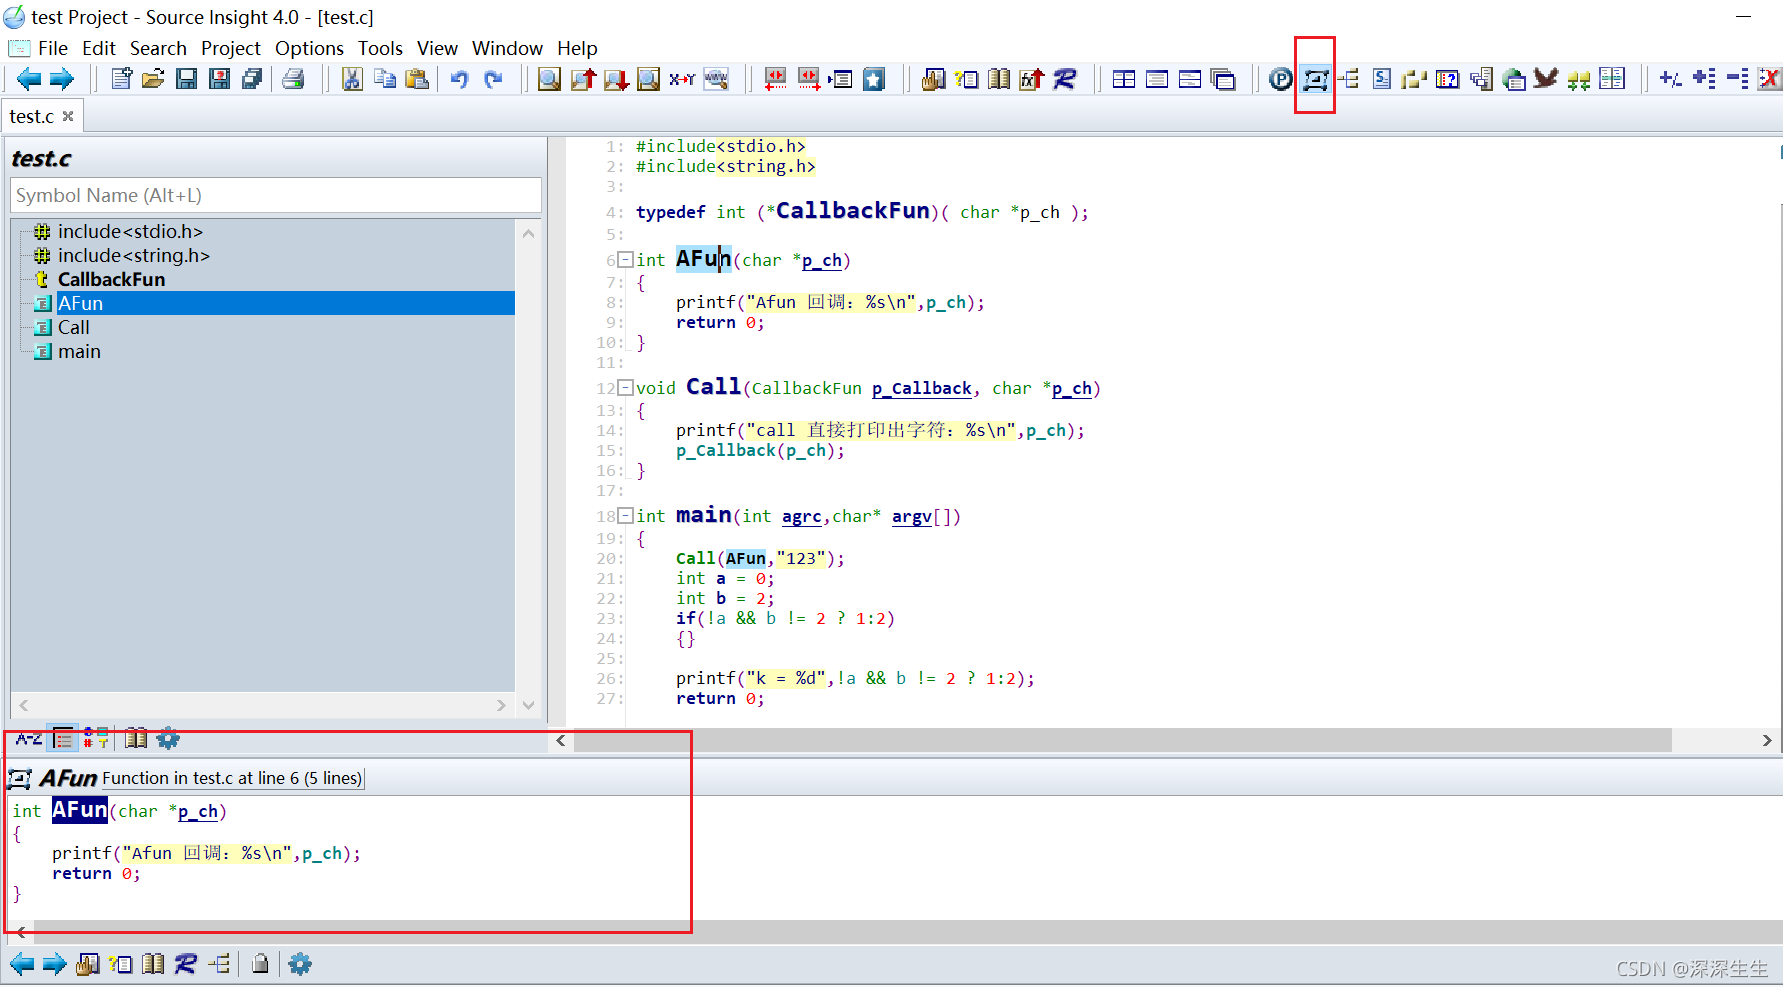 test Project - Source Insight 4.0 - [test.c]
File Edit Search Project Options Tools View Window Help
test.c
test.c
Symbol Name (Alt+L)
include<stdio.h>
include<string.h>
CallbackFun
AFun
Call
main
A-Z
1: #include<stdio.h>
2: #include<string.h>
3:
4: typedef int (*CallbackFun)( char *p_ch );
5:
6: int AFun(char *p_ch)
7: {
8: printf("Afun 回调：%s\n",p_ch);
9: return 0;
10: }
11:
12: void Call(CallbackFun p_Callback, char *p_ch)
13: {
14: printf("call 直接打印出字符：%s\n",p_ch);
15: p_Callback(p_ch);
16: }
17:
18: int main(int agrc,char* argv[])
19: {
20: Call(AFun,"123");
21: int a = 0;
22: int b = 2;
23: if(!a && b != 2 ? 1:2)
24: {}
25:
26: printf("k = %d",!a && b != 2 ? 1:2);
27: return 0;
AFun Function in test.c at line 6 (5 lines)
int AFun(char *p_ch)
{
printf("Afun 回调：%s\n",p_ch);
return 0;
}
CSDN @深深生生